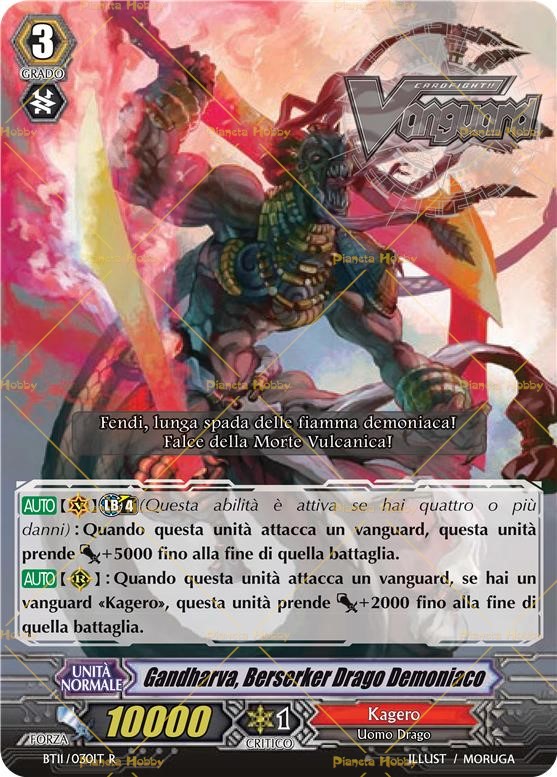 3
GRADO
CARDFIGHT!!
Vanguard
Pianeta Hobby
Fendi, lunga spada delle fiamma demoniaca!
Falce della Morte Vulcanica!
AUTO【V】LB4(Questa abilità è attiva se hai quattro o più
danni):Quando questa unità attacca un vanguard, questa unità
prende +5000 fino alla fine di quella battaglia.
AUTO【R】:Quando questa unità attacca un vanguard, se hai un
vanguard «Kagero», questa unità prende +2000 fino alla fine di
quella battaglia.
UNITÀ
NORMALE
Gandharva, Berserker Drago Demoniaco
FORZA
10000
1
CRITICO
Kagero
Uomo Drago
BT11/030IT R
ILLUST / MORUGA